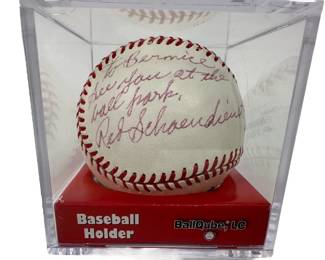 to Bernice
See you at the
ball park,
Red Schoendienst
Baseball
Holder
BallQube, LC